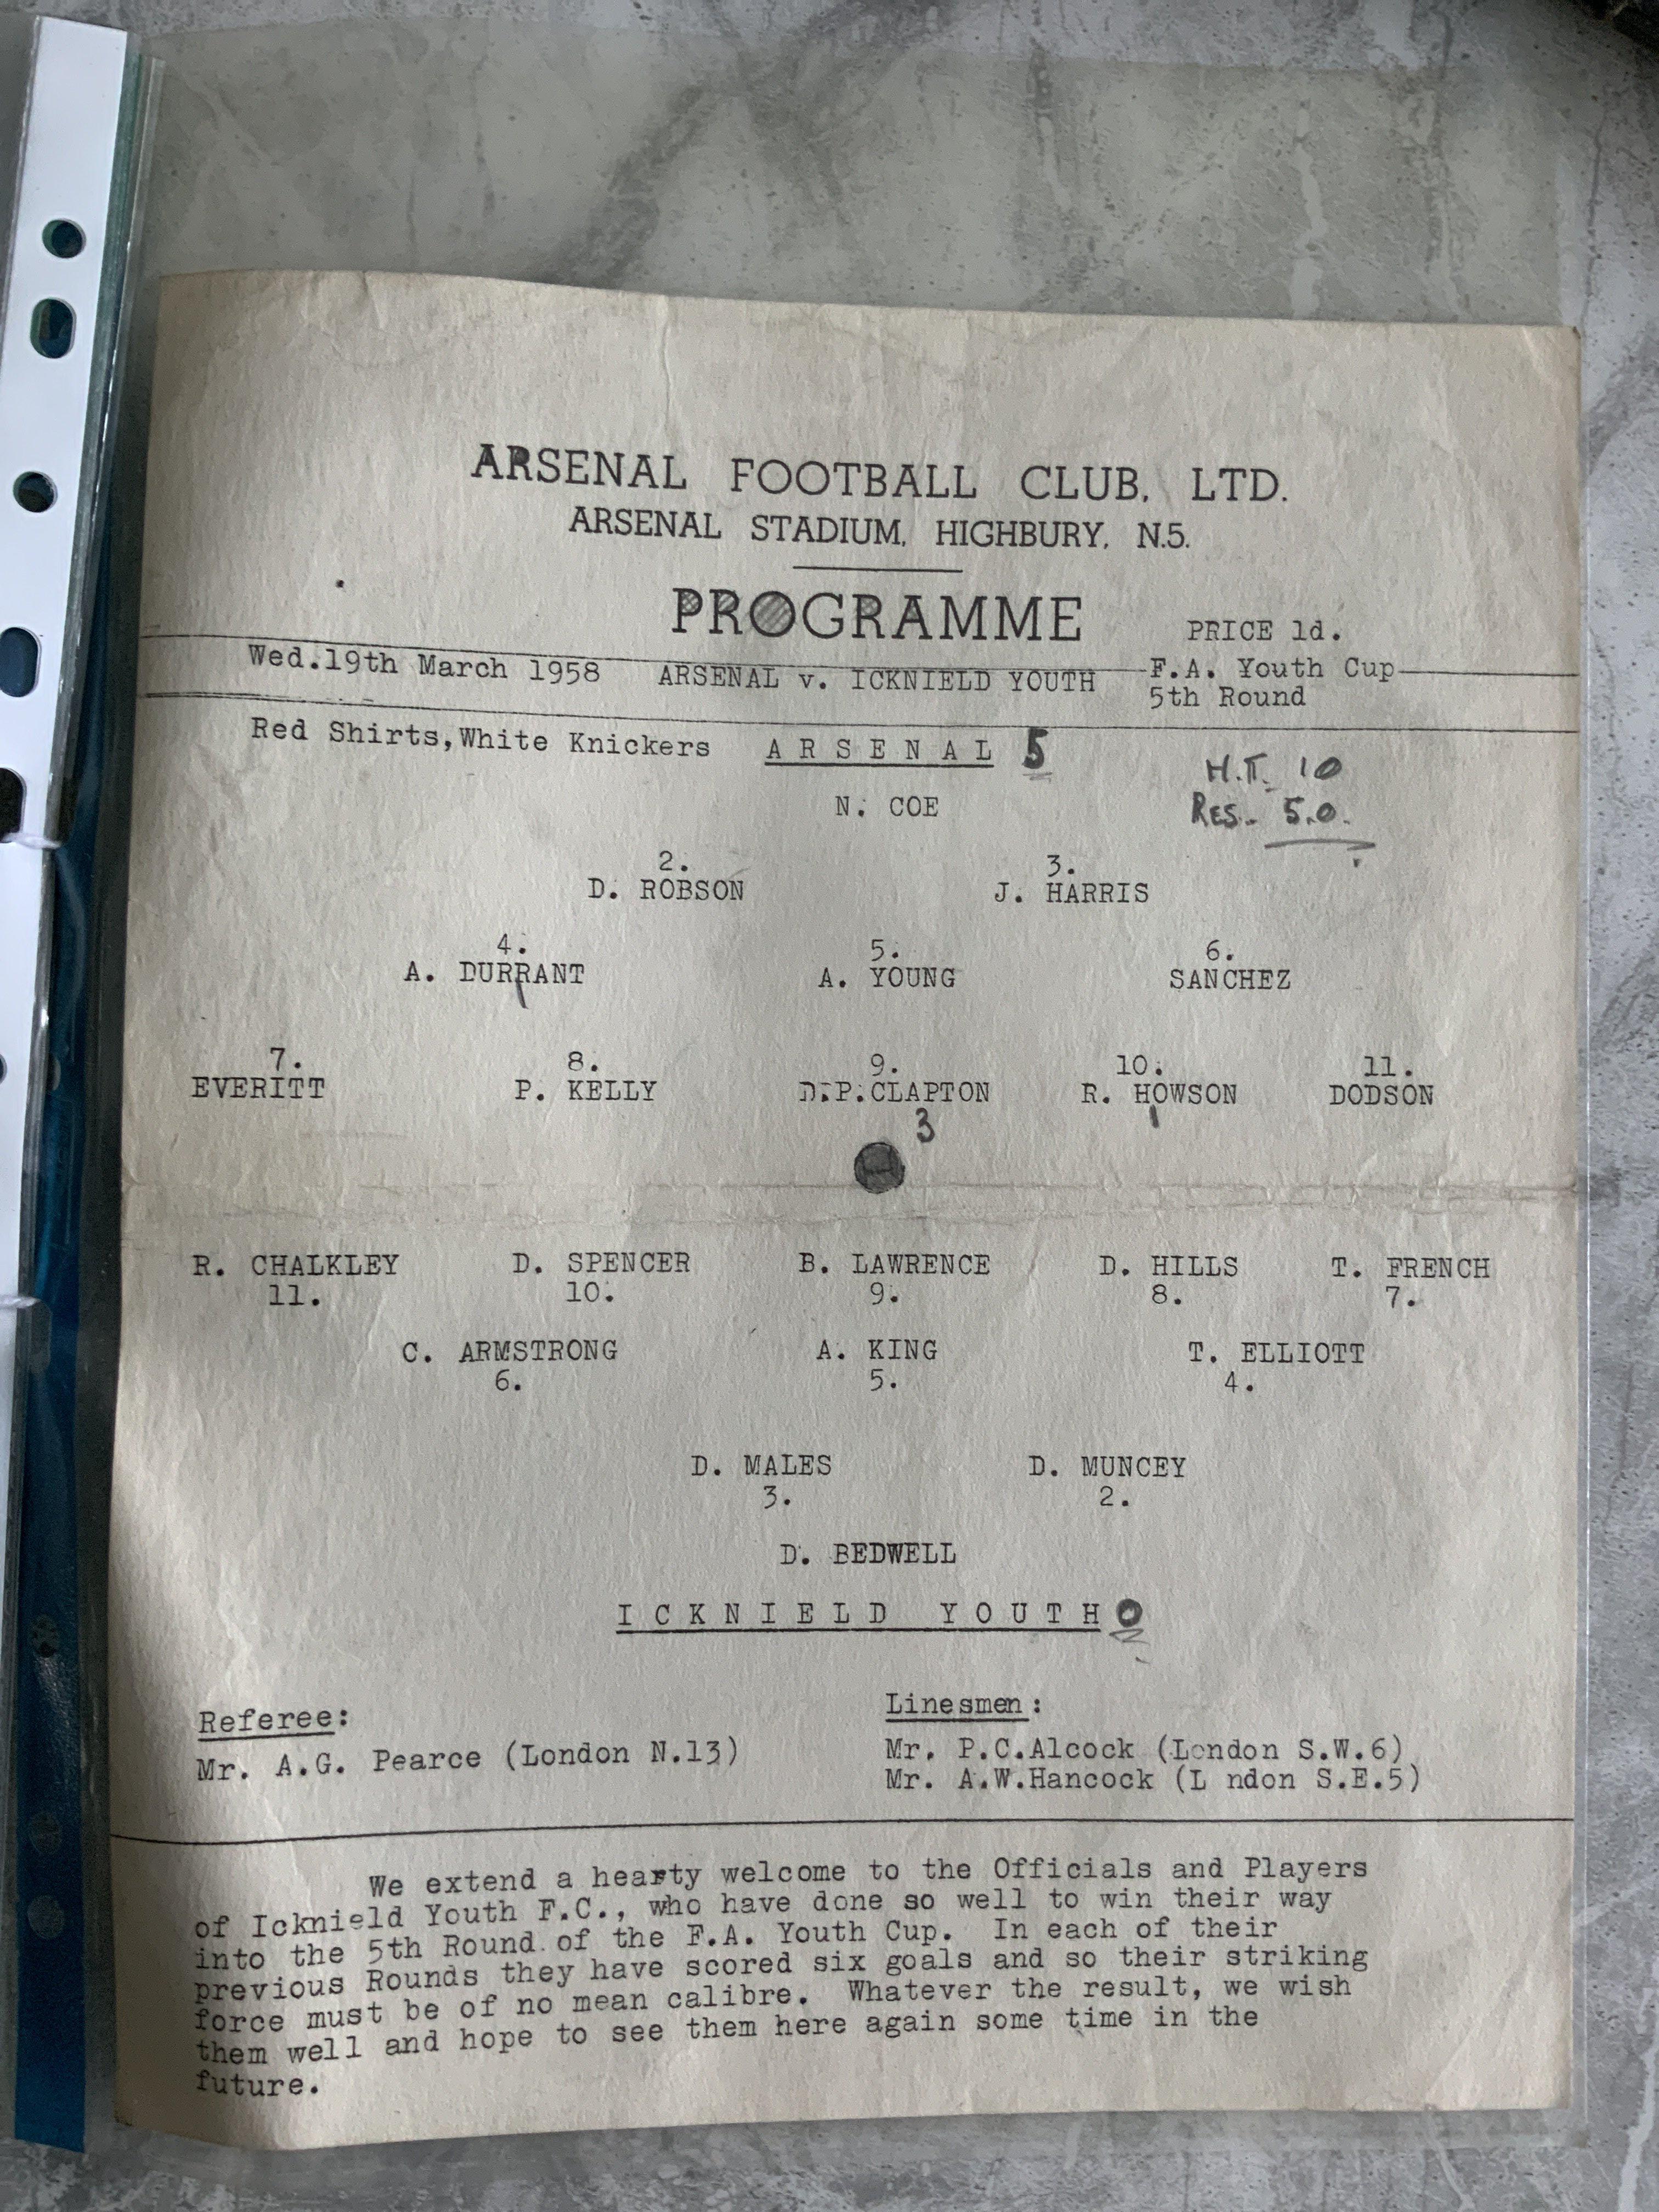 ARSENAL FOOTBALL CLUB, LTD.
ARSENAL STADIUM, HIGHBURY, N.5.
PROGRAMME
PRICE 1d.
Wed.19th March 1958 ARSENAL v. ICKNIELD YOUTH F.A. Youth Cup
5th Round
Red Shirts,White Knickers ARSENAL 5
H.T. 10
N. COE
Res. 5.0.
2. 3.
D. ROBSON J. HARRIS
4. 5. 6.
A. DURRANT A. YOUNG SANCHEZ
1
7. 8. 9. 10. 11.
EVERITT P. KELLY D.P.CLAPTON R. HOWSON DODSON
3 1
R. CHALKLEY D. SPENCER B. LAWRENCE D. HILLS T. FRENCH
11. 10. 9. 8. 7.
C. ARMSTRONG A. KING T. ELLIOTT
6. 5. 4.
D. MALES D. MUNCEY
3. 2.
D. BEDWELL
ICKNIELD YOUTH 0
Referee:
Mr. A.G. Pearce (London N.13)
Linesmen:
Mr. P.C.Alcock (London S.W.6)
Mr. A.W.Hancock (L ndon S.E.5)
We extend a hearty welcome to the Officials and Players
of Icknield Youth F.C., who have done so well to win their way
into the 5th Round of the F.A. Youth Cup. In each of their
previous Rounds they have scored six goals and so their striking
force must be of no mean calibre. Whatever the result, we wish
them well and hope to see them here again some time in the
future.